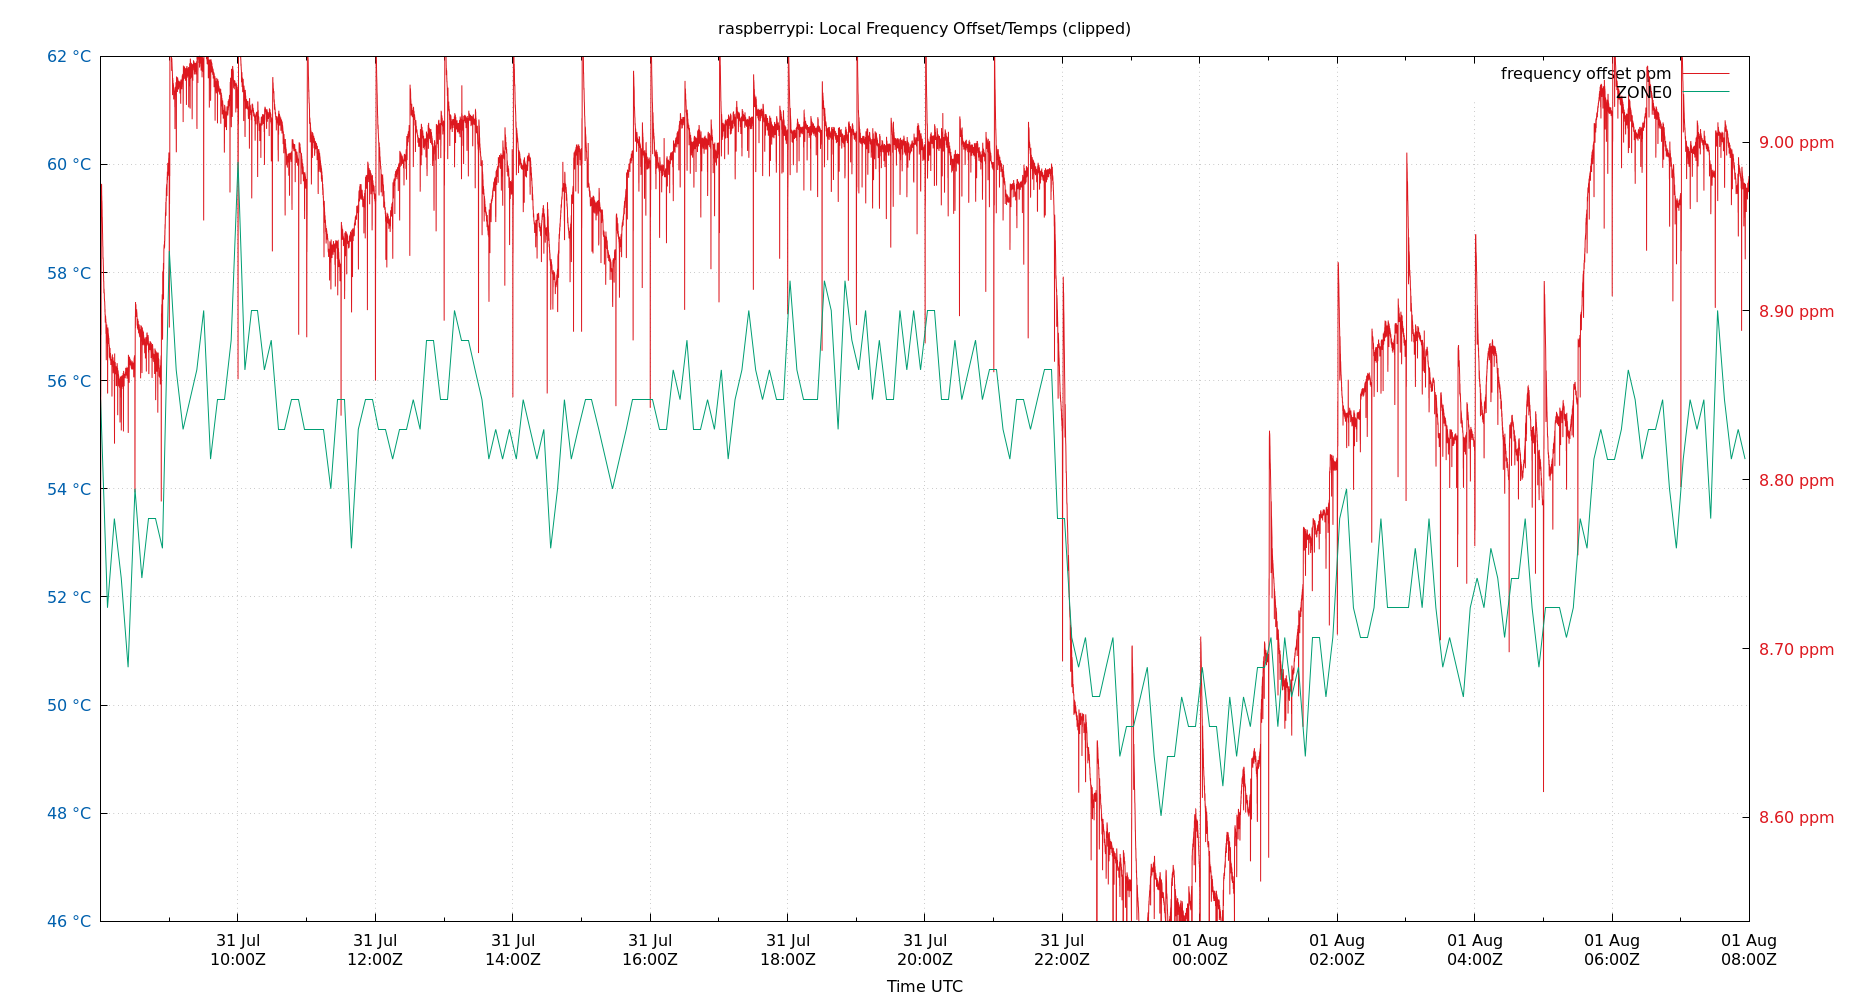 raspberrypi: Local Frequency Offset/Temps (clipped)
62 °C
60 °C
58 °C
56 °C
54 °C
52 °C
50 °C
48 °C
46 °C
frequency offset ppm
ZONE0
9.00 ppm
8.90 ppm
8.80 ppm
8.70 ppm
8.60 ppm
31 Jul 31 Jul 31 Jul 31 Jul 31 Jul 31 Jul 31 Jul 01 Aug 01 Aug 01 Aug 01 Aug 01 Aug
10:00Z 12:00Z 14:00Z 16:00Z 18:00Z 20:00Z 22:00Z 00:00Z 02:00Z 04:00Z 06:00Z 08:00Z
Time UTC